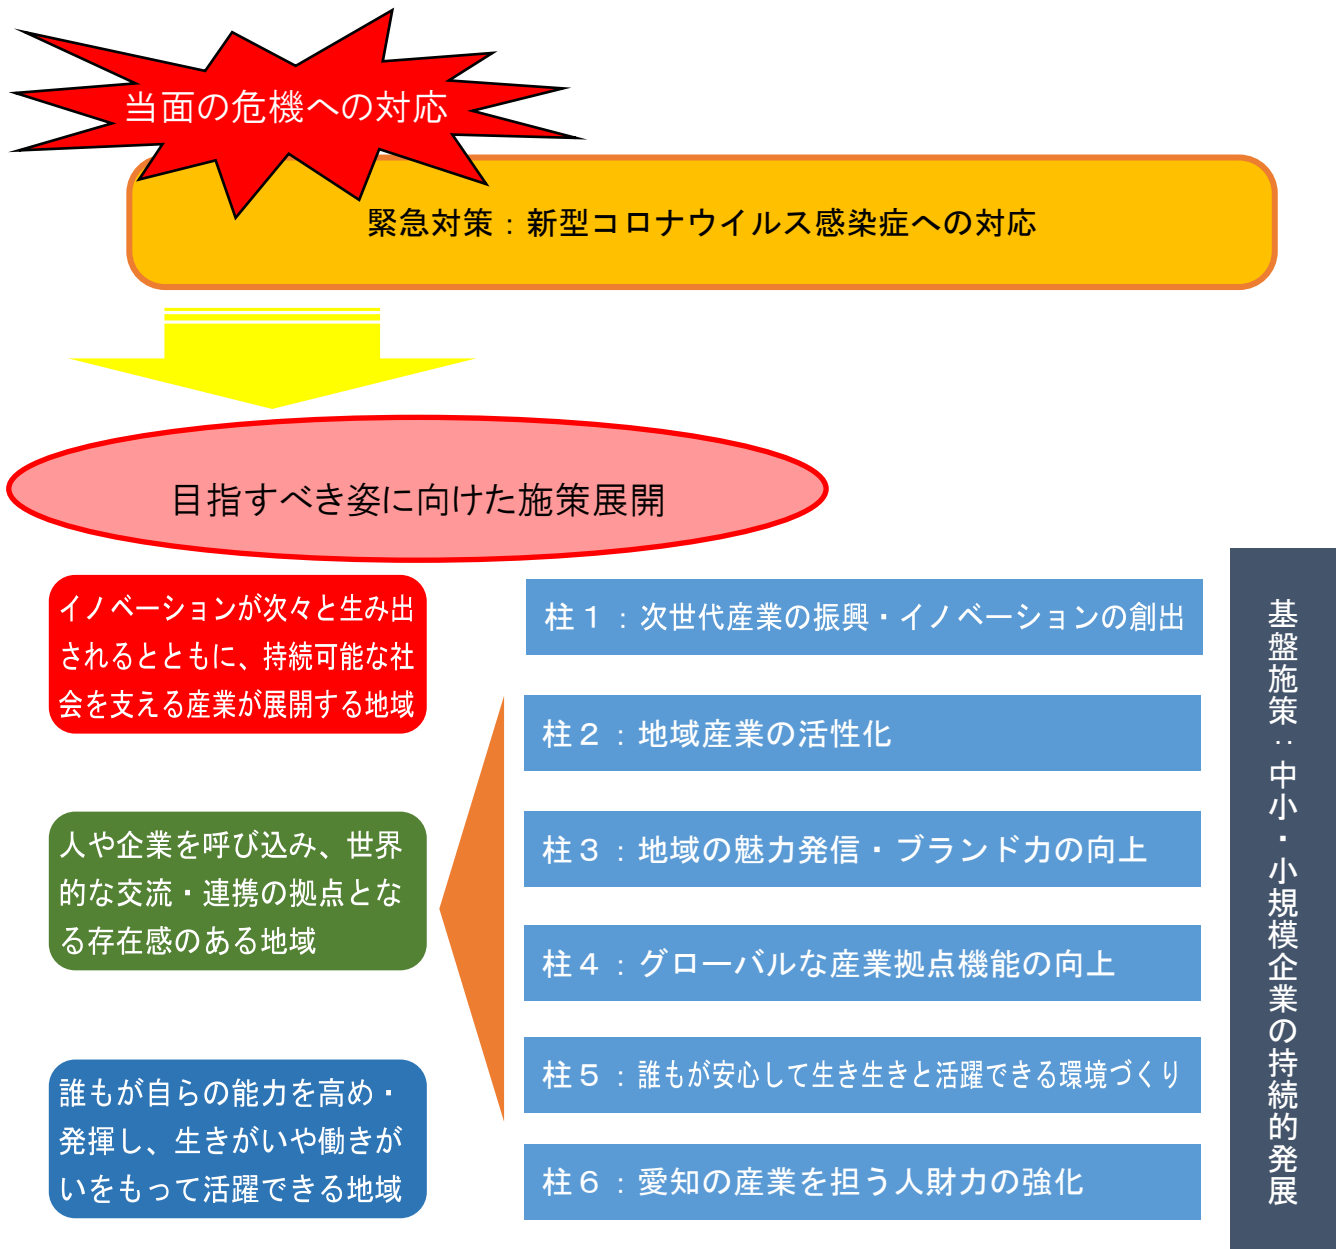 当面の危機への対応
緊急対策：新型コロナウイルス感染症への対応
目指すべき姿に向けた施策展開
イノベーションが次々と生み出
されるとともに、持続可能な社
会を支える産業が展開する地域
人や企業を呼び込み、世界
的な交流・連携の拠点とな
る存在感のある地域
誰もが自らの能力を高め・
発揮し、生きがいや働きが
いをもって活躍できる地域
柱１：次世代産業の振興・イノベーションの創出
柱２：地域産業の活性化
柱３：地域の魅力発信・ブランド力の向上
柱４：グローバルな産業拠点機能の向上
柱５：誰もが安心して生き生きと活躍できる環境づくり
柱６：愛知の産業を担う人財力の強化
基盤施策：中小・小規模企業の持続的発展